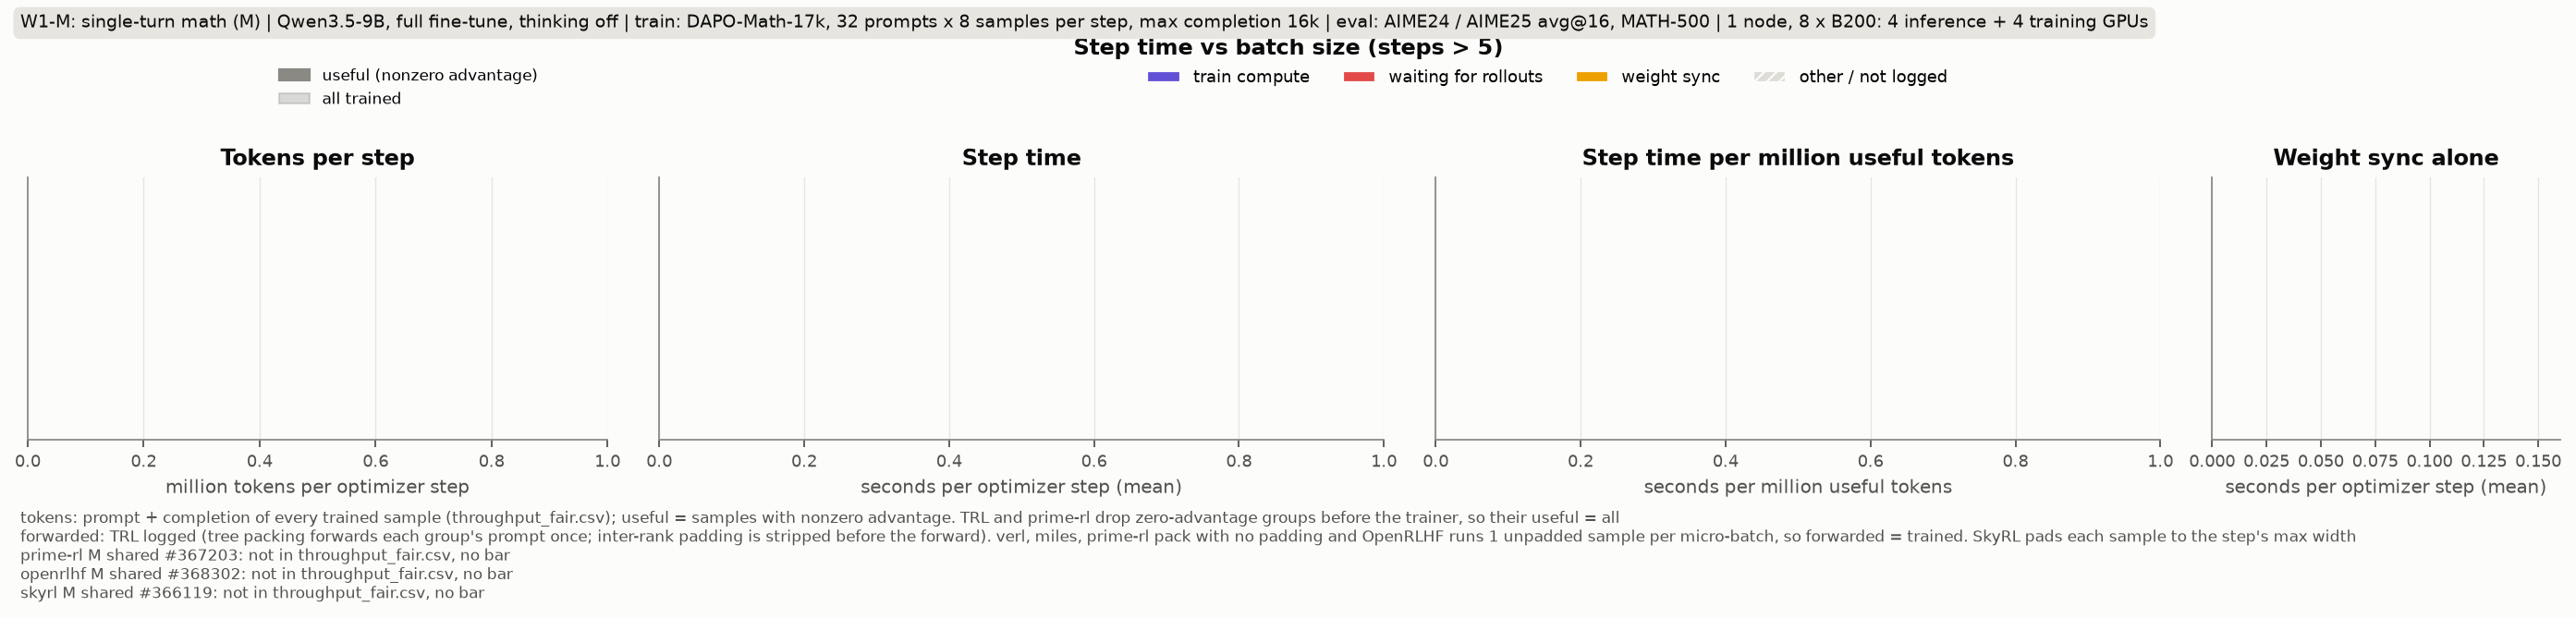 W1-M: single-turn math (M) | Qwen3.5-9B, full fine-tune, thinking off | train: DAPO-Math-17k, 32 prompts x 8 samples per step, max completion 16k | eval: AIME24 / AIME25 avg@16, MATH-500 | 1 node, 8 x B200: 4 inference + 4 training GPUs
Step time vs batch size (steps > 5)
useful (nonzero advantage)
all trained
train compute waiting for rollouts weight sync other / not logged
Tokens per step
0.0 0.2 0.4 0.6 0.8 1.0
million tokens per optimizer step
Step time
0.0 0.2 0.4 0.6 0.8 1.0
seconds per optimizer step (mean)
Step time per million useful tokens
0.0 0.2 0.4 0.6 0.8 1.0
seconds per million useful tokens
Weight sync alone
0.000 0.025 0.050 0.075 0.100 0.125 0.150
seconds per optimizer step (mean)
tokens: prompt + completion of every trained sample (throughput_fair.csv); useful = samples with nonzero advantage. TRL and prime-rl drop zero-advantage groups before the trainer, so their useful = all
forwarded: TRL logged (tree packing forwards each group's prompt once; inter-rank padding is stripped before the forward). verl, miles, prime-rl pack with no padding and OpenRLHF runs 1 unpadded sample per micro-batch, so forwarded = trained. SkyRL pads each sample to the step's max width
prime-rl M shared #367203: not in throughput_fair.csv, no bar
openrlhf M shared #368302: not in throughput_fair.csv, no bar
skyrl M shared #366119: not in throughput_fair.csv, no bar